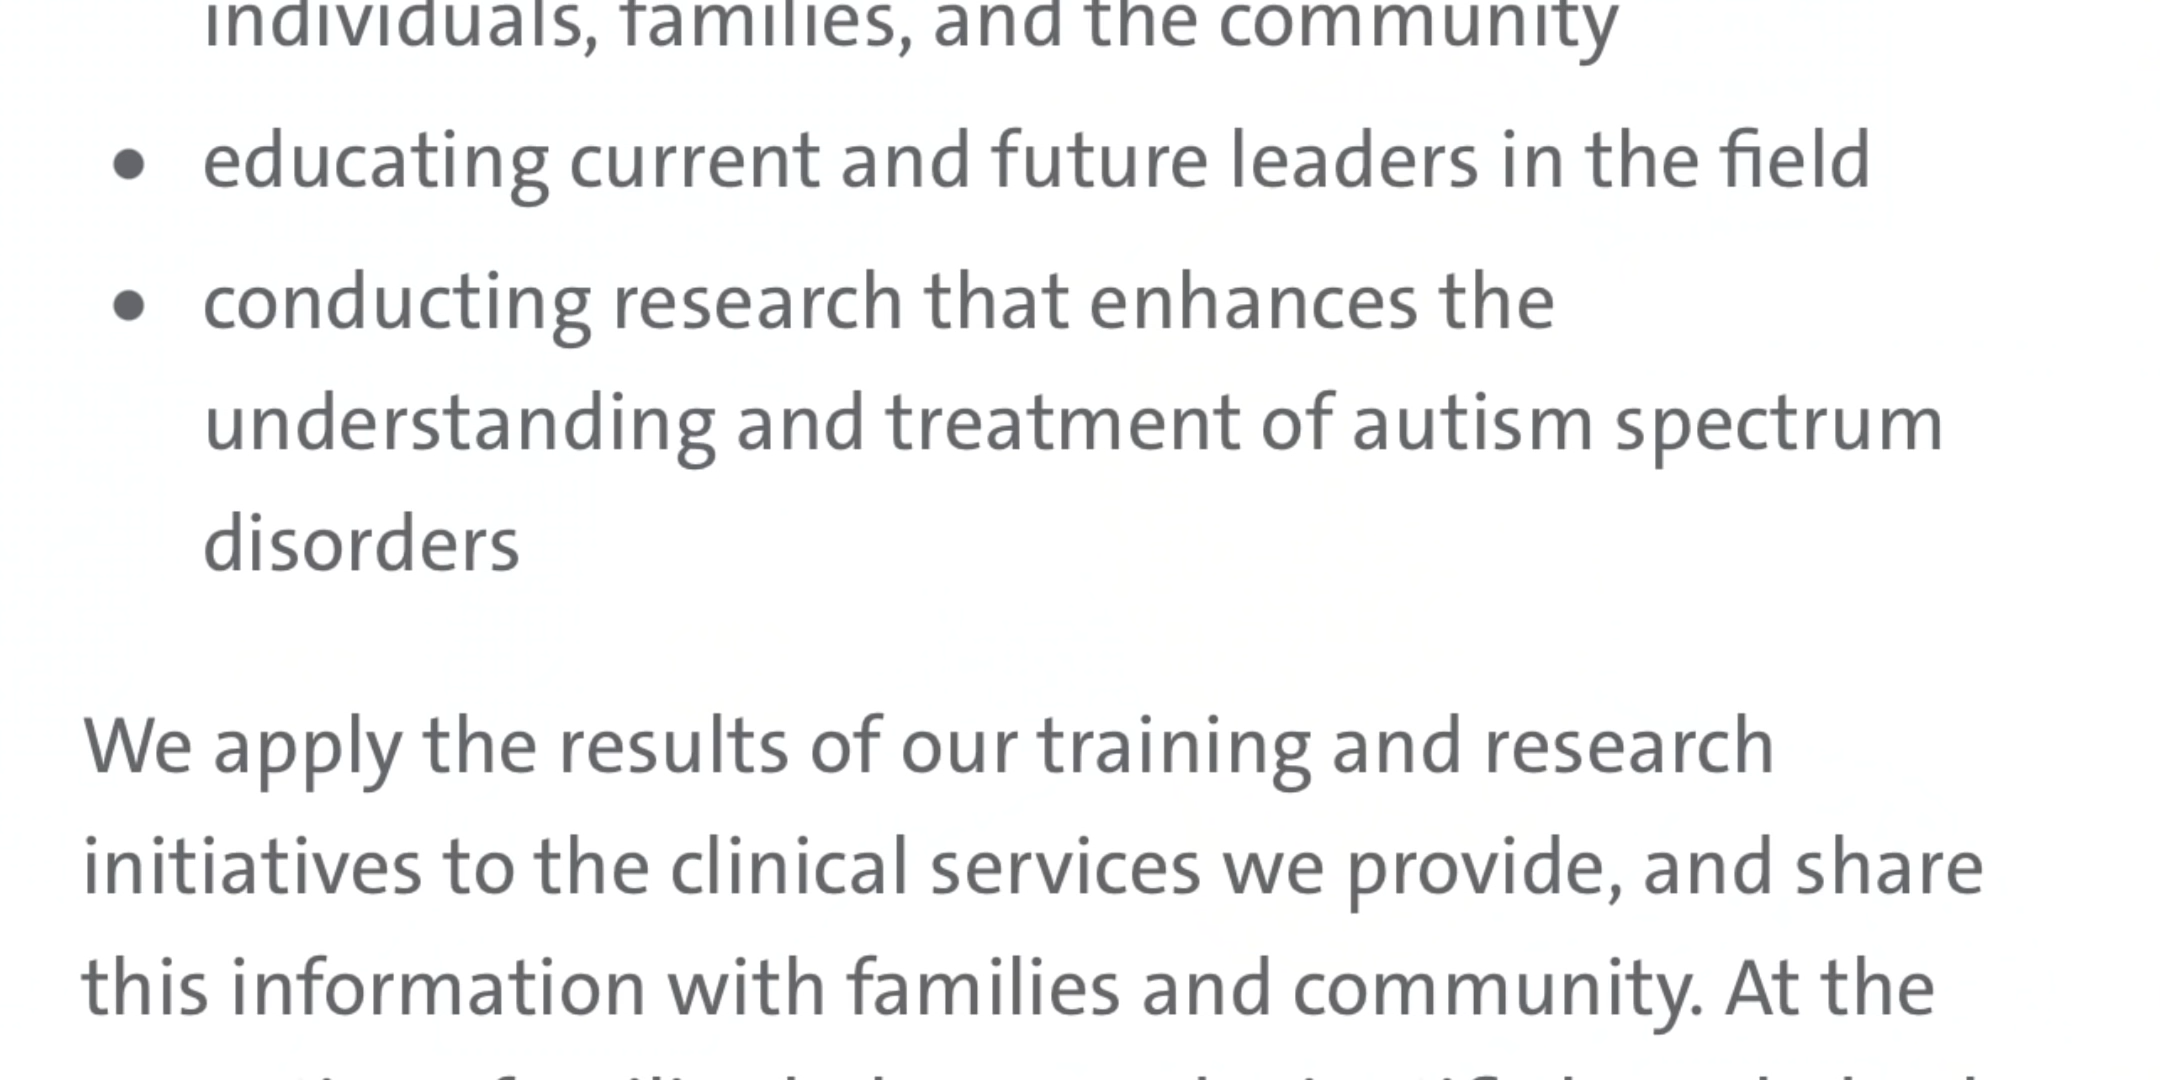 individuals, families, and the community
• educating current and future leaders in the field
• conducting research that enhances the
understanding and treatment of autism spectrum
disorders
We apply the results of our training and research
initiatives to the clinical services we provide, and share
this information with families and community. At the